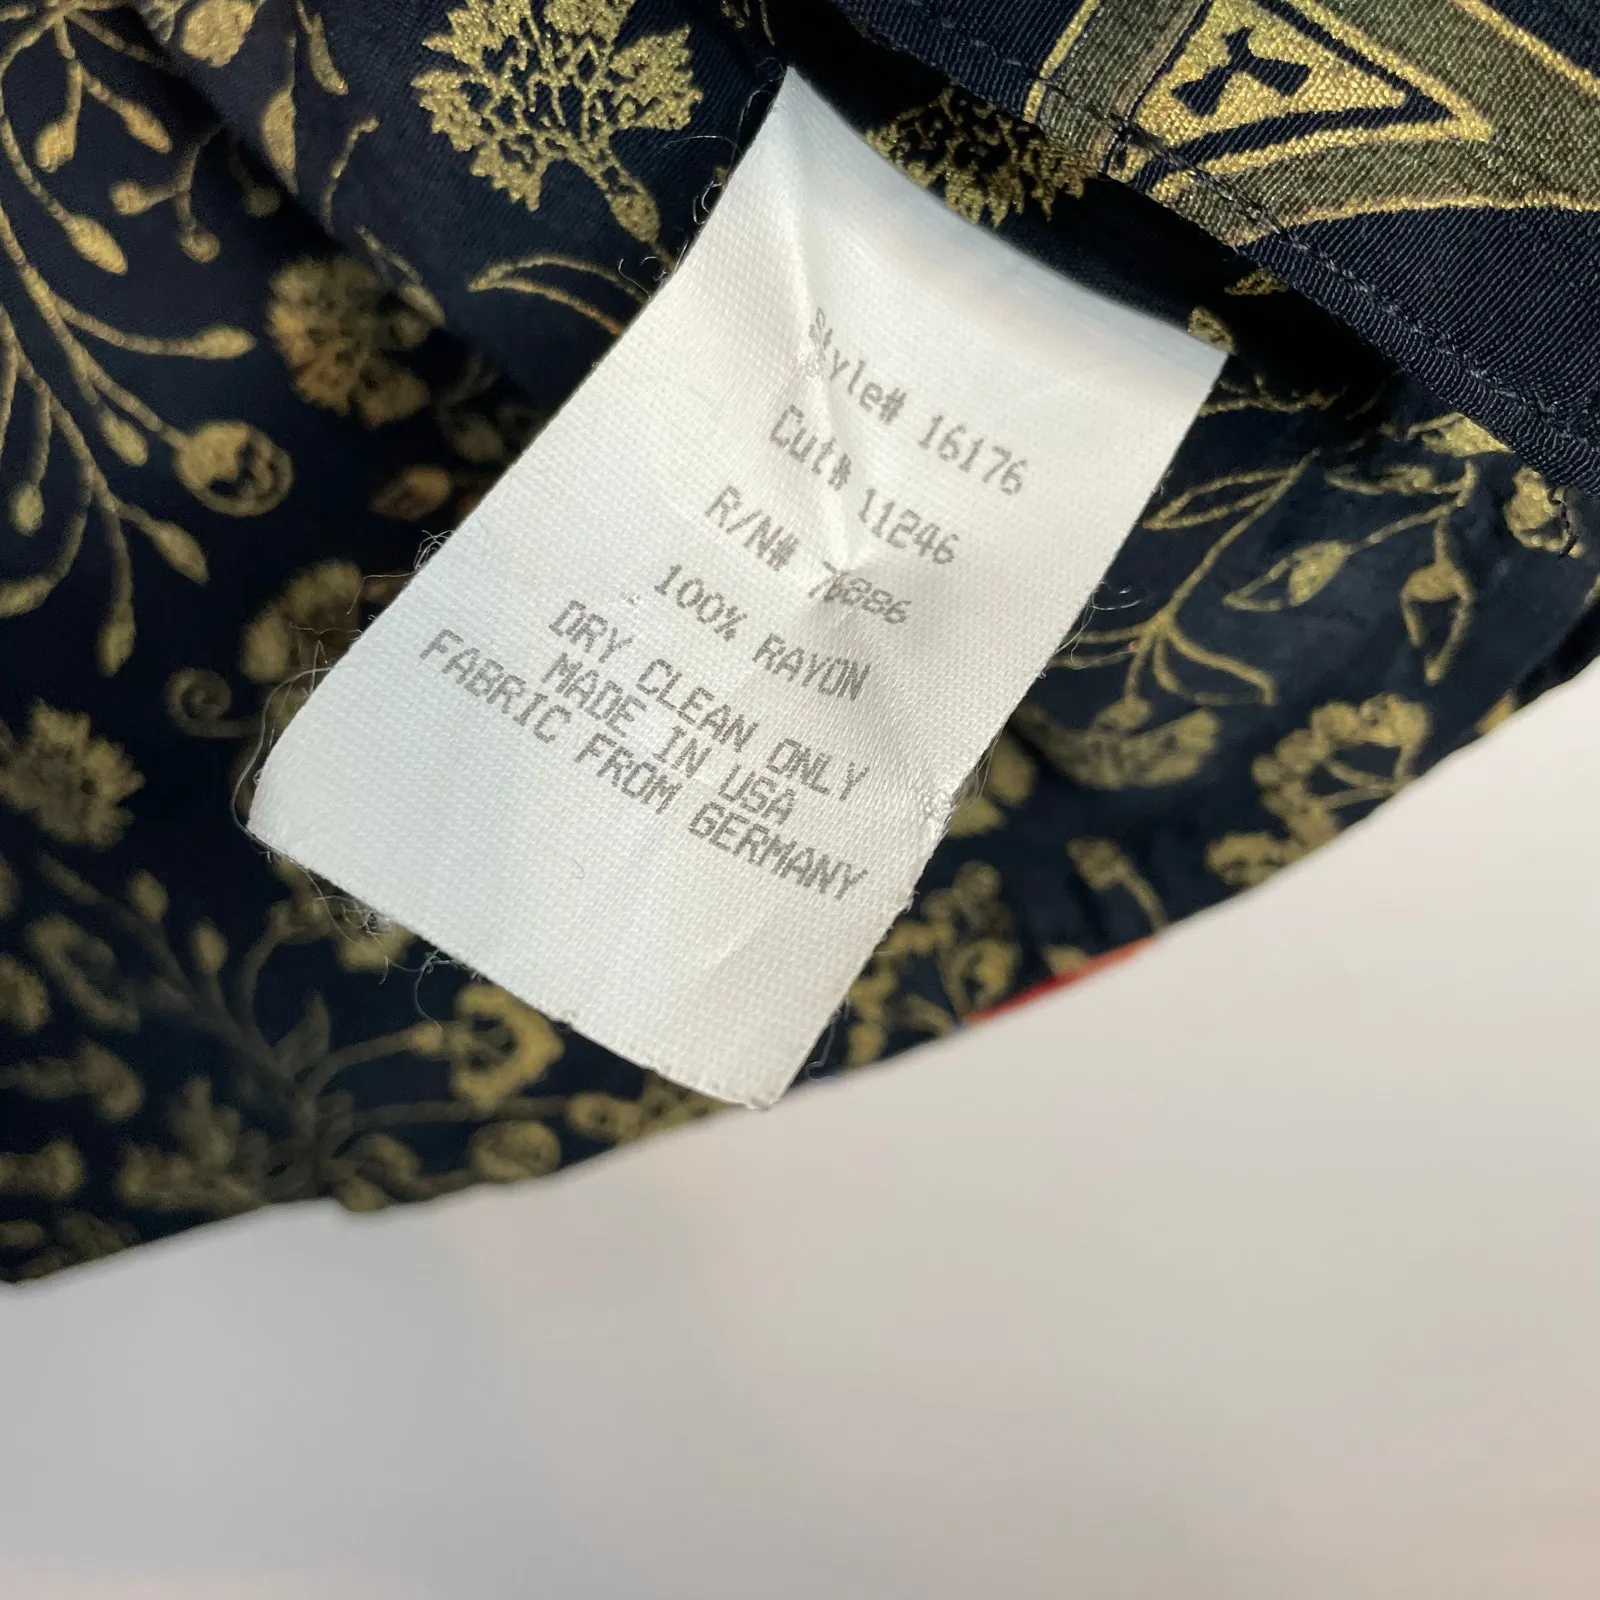 Style# 16176
Cut# 11246
R/N# 76886
100% RAYON
DRY CLEAN ONLY
MADE IN USA
FABRIC FROM GERMANY